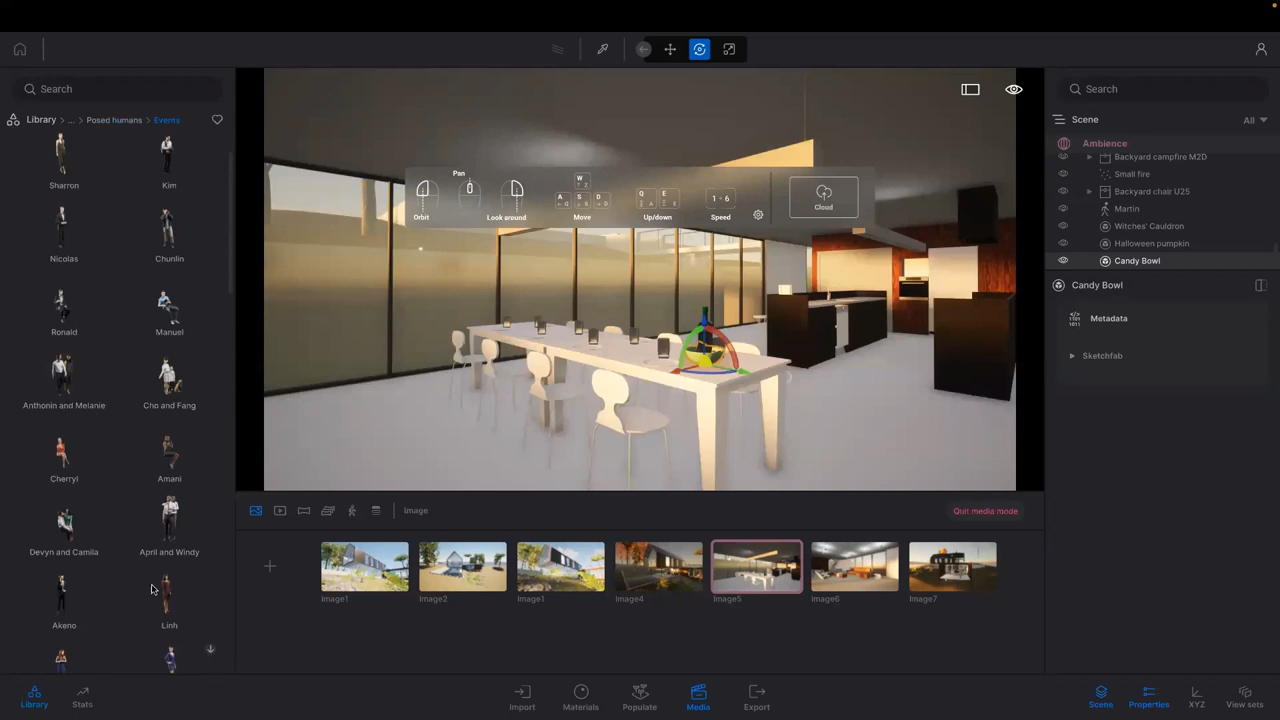 Search
Library > ... > Posed humans > Events
Sharron
Kim
Nicolas
Chunlin
Ronald
Manuel
Anthonin and Melanie
Cho and Fang
Cherryl
Amani
Devyn and Camila
April and Windy
Akeno
Linh
Library
Stats
Pan
Orbit
Look around
W
A
S
D
Move
Q
E
Up/down
1 - 6
Speed
Cloud
Image
Quit media mode
Image1
Image2
Image1
Image4
Image5
Image6
Image7
Import
Materials
Populate
Media
Export
Search
Scene
All
Ambience
Backyard campfire M2D
Small fire
Backyard chair U25
Martin
Witches' Cauldron
Halloween pumpkin
Candy Bowl
Candy Bowl
Metadata
Sketchfab
Scene
Properties
XYZ
View sets